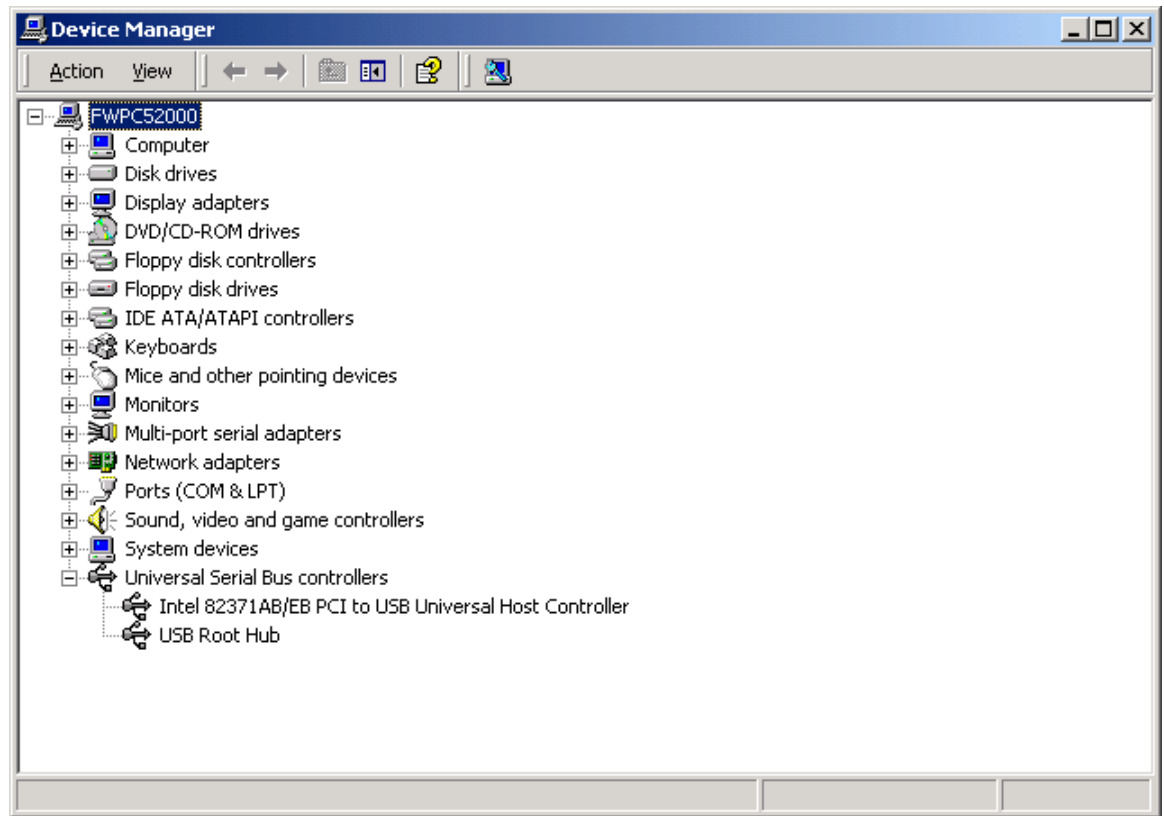 Device Manager
Action View
FWPC52000
Computer
Disk drives
Display adapters
DVD/CD-ROM drives
Floppy disk controllers
Floppy disk drives
IDE ATA/ATAPI controllers
Keyboards
Mice and other pointing devices
Monitors
Multi-port serial adapters
Network adapters
Ports (COM & LPT)
Sound, video and game controllers
System devices
Universal Serial Bus controllers
Intel 82371AB/EB PCI to USB Universal Host Controller
USB Root Hub